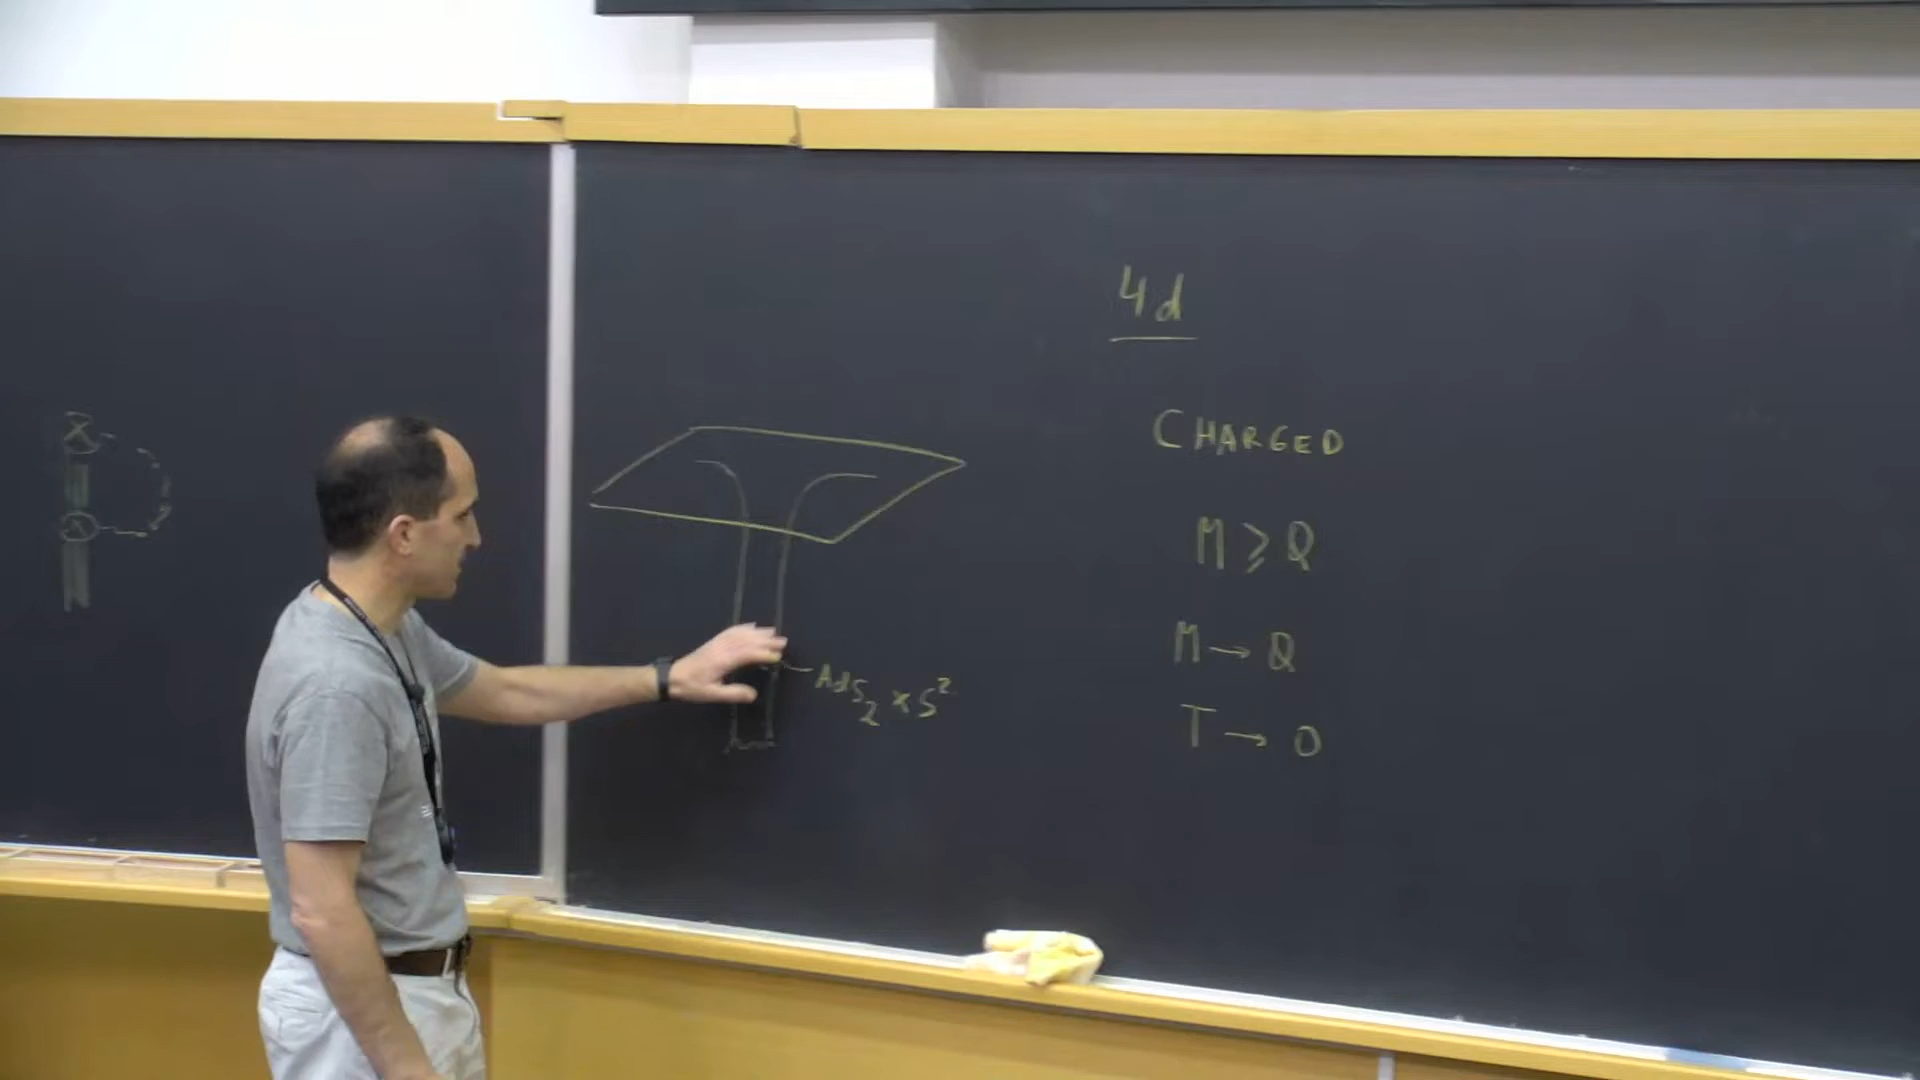 4d
CHARGED
M ⩾ Q
M → Q
T → 0
AdS₂ × S²